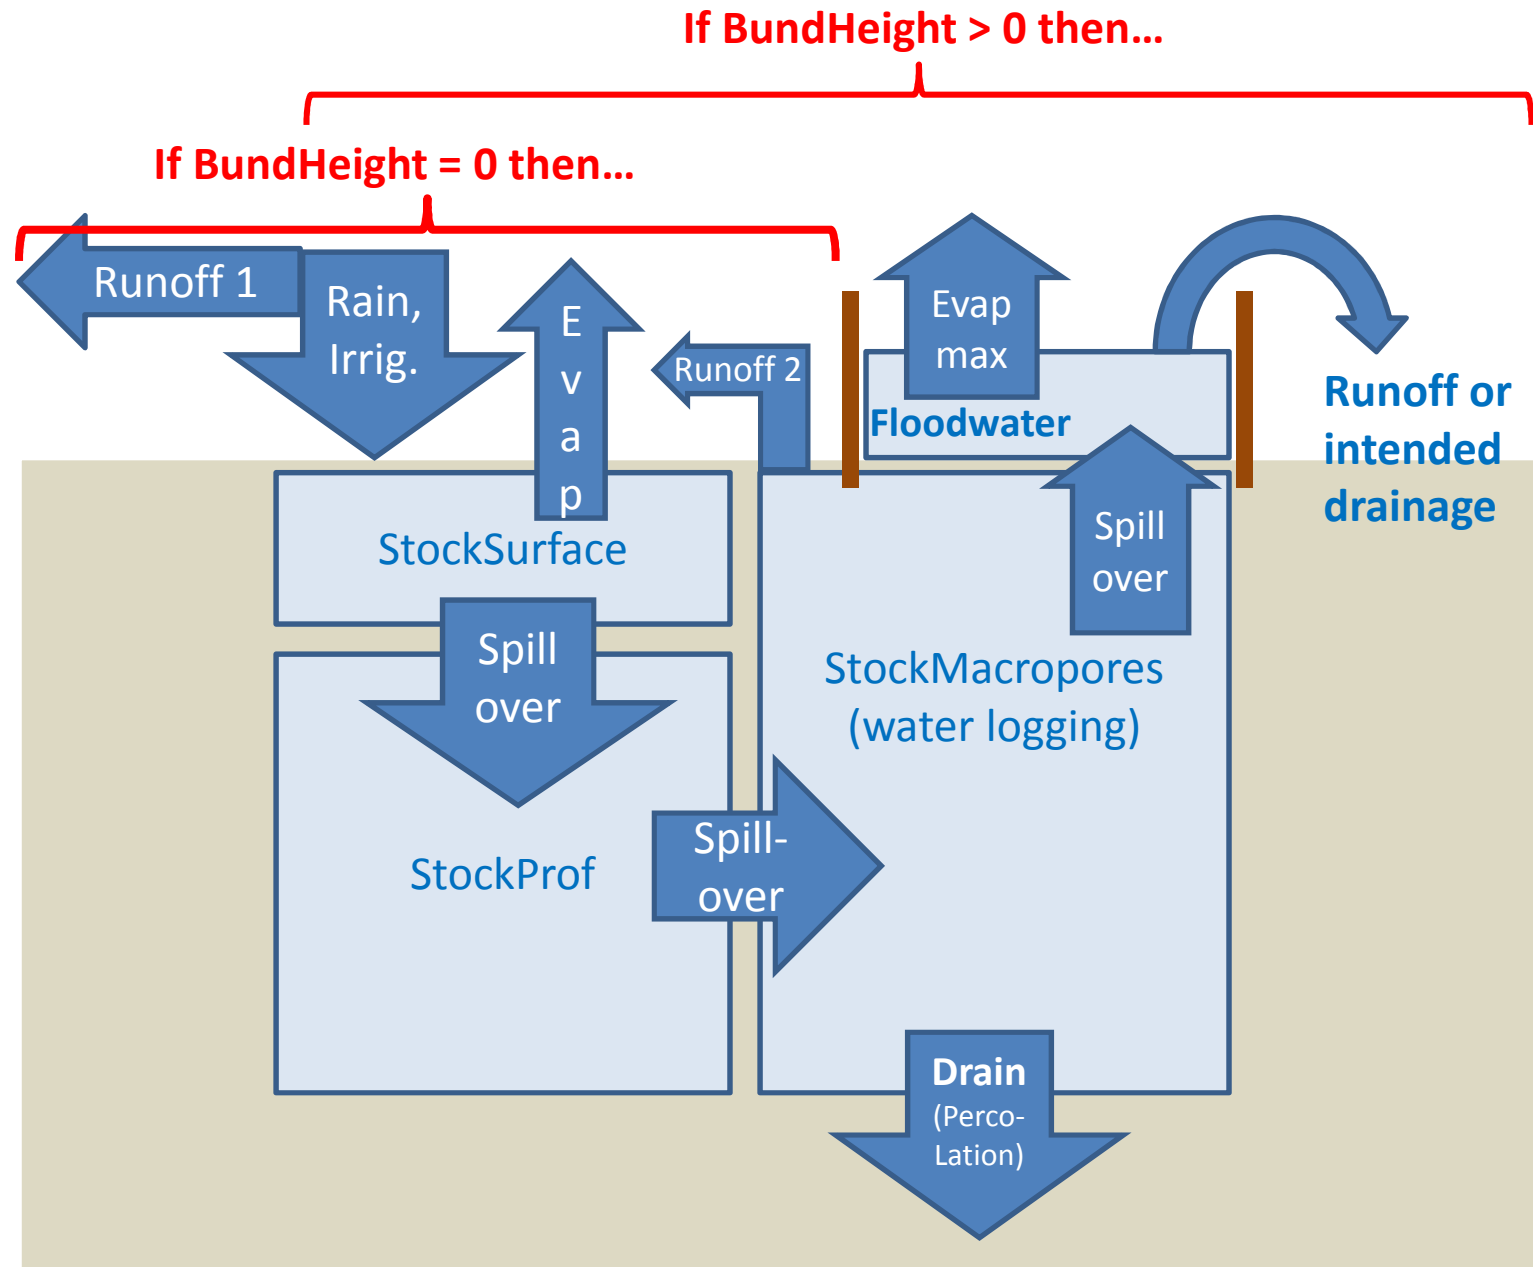 If BundHeight > 0 then…
If BundHeight = 0 then…
Runoff 1
Rain,
Irrig.
E
v
a
p
Runoff 2
Evap
max
Floodwater
Runoff or
intended
drainage
StockSurface
Spill
over
Spill
over
StockMacropores
(water logging)
StockProf
Spill-
over
Drain
(Perco-
Lation)